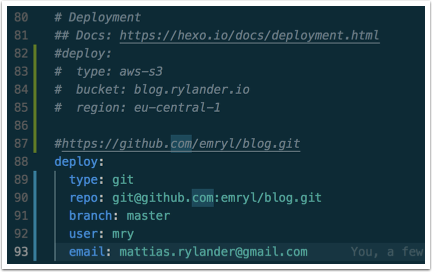 80 # Deployment
81 ## Docs: https://hexo.io/docs/deployment.html
82 #deploy:
83 #  type: aws-s3
84 #  bucket: blog.rylander.io
85 #  region: eu-central-1
86
87 #https://github.com/emryl/blog.git
88 deploy:
89   type: git
90   repo: git@github.com:emryl/blog.git
91   branch: master
92   user: mry
93   email: mattias.rylander@gmail.com You, a few